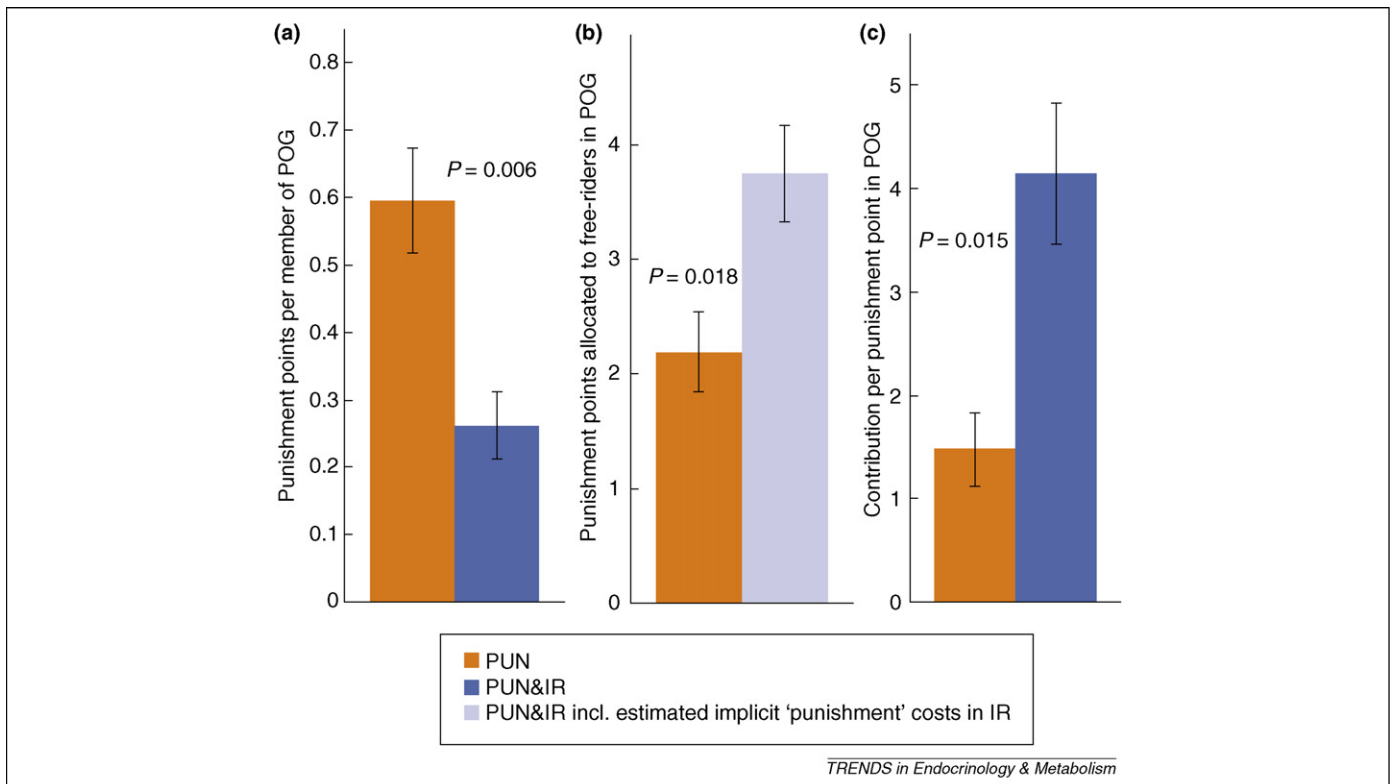 (a)
Punishment points per member of POG
0.8
0.7
0.6
0.5
0.4
0.3
0.2
0.1
0
P = 0.006
(b)
Punishment points allocated to free-riders in POG
4
3
2
1
0
P = 0.018
(c)
Contribution per punishment point in POG
5
4
3
2
1
0
P = 0.015
PUN
PUN&IR
PUN&IR incl. estimated implicit ‘punishment’ costs in IR
TRENDS in Endocrinology & Metabolism